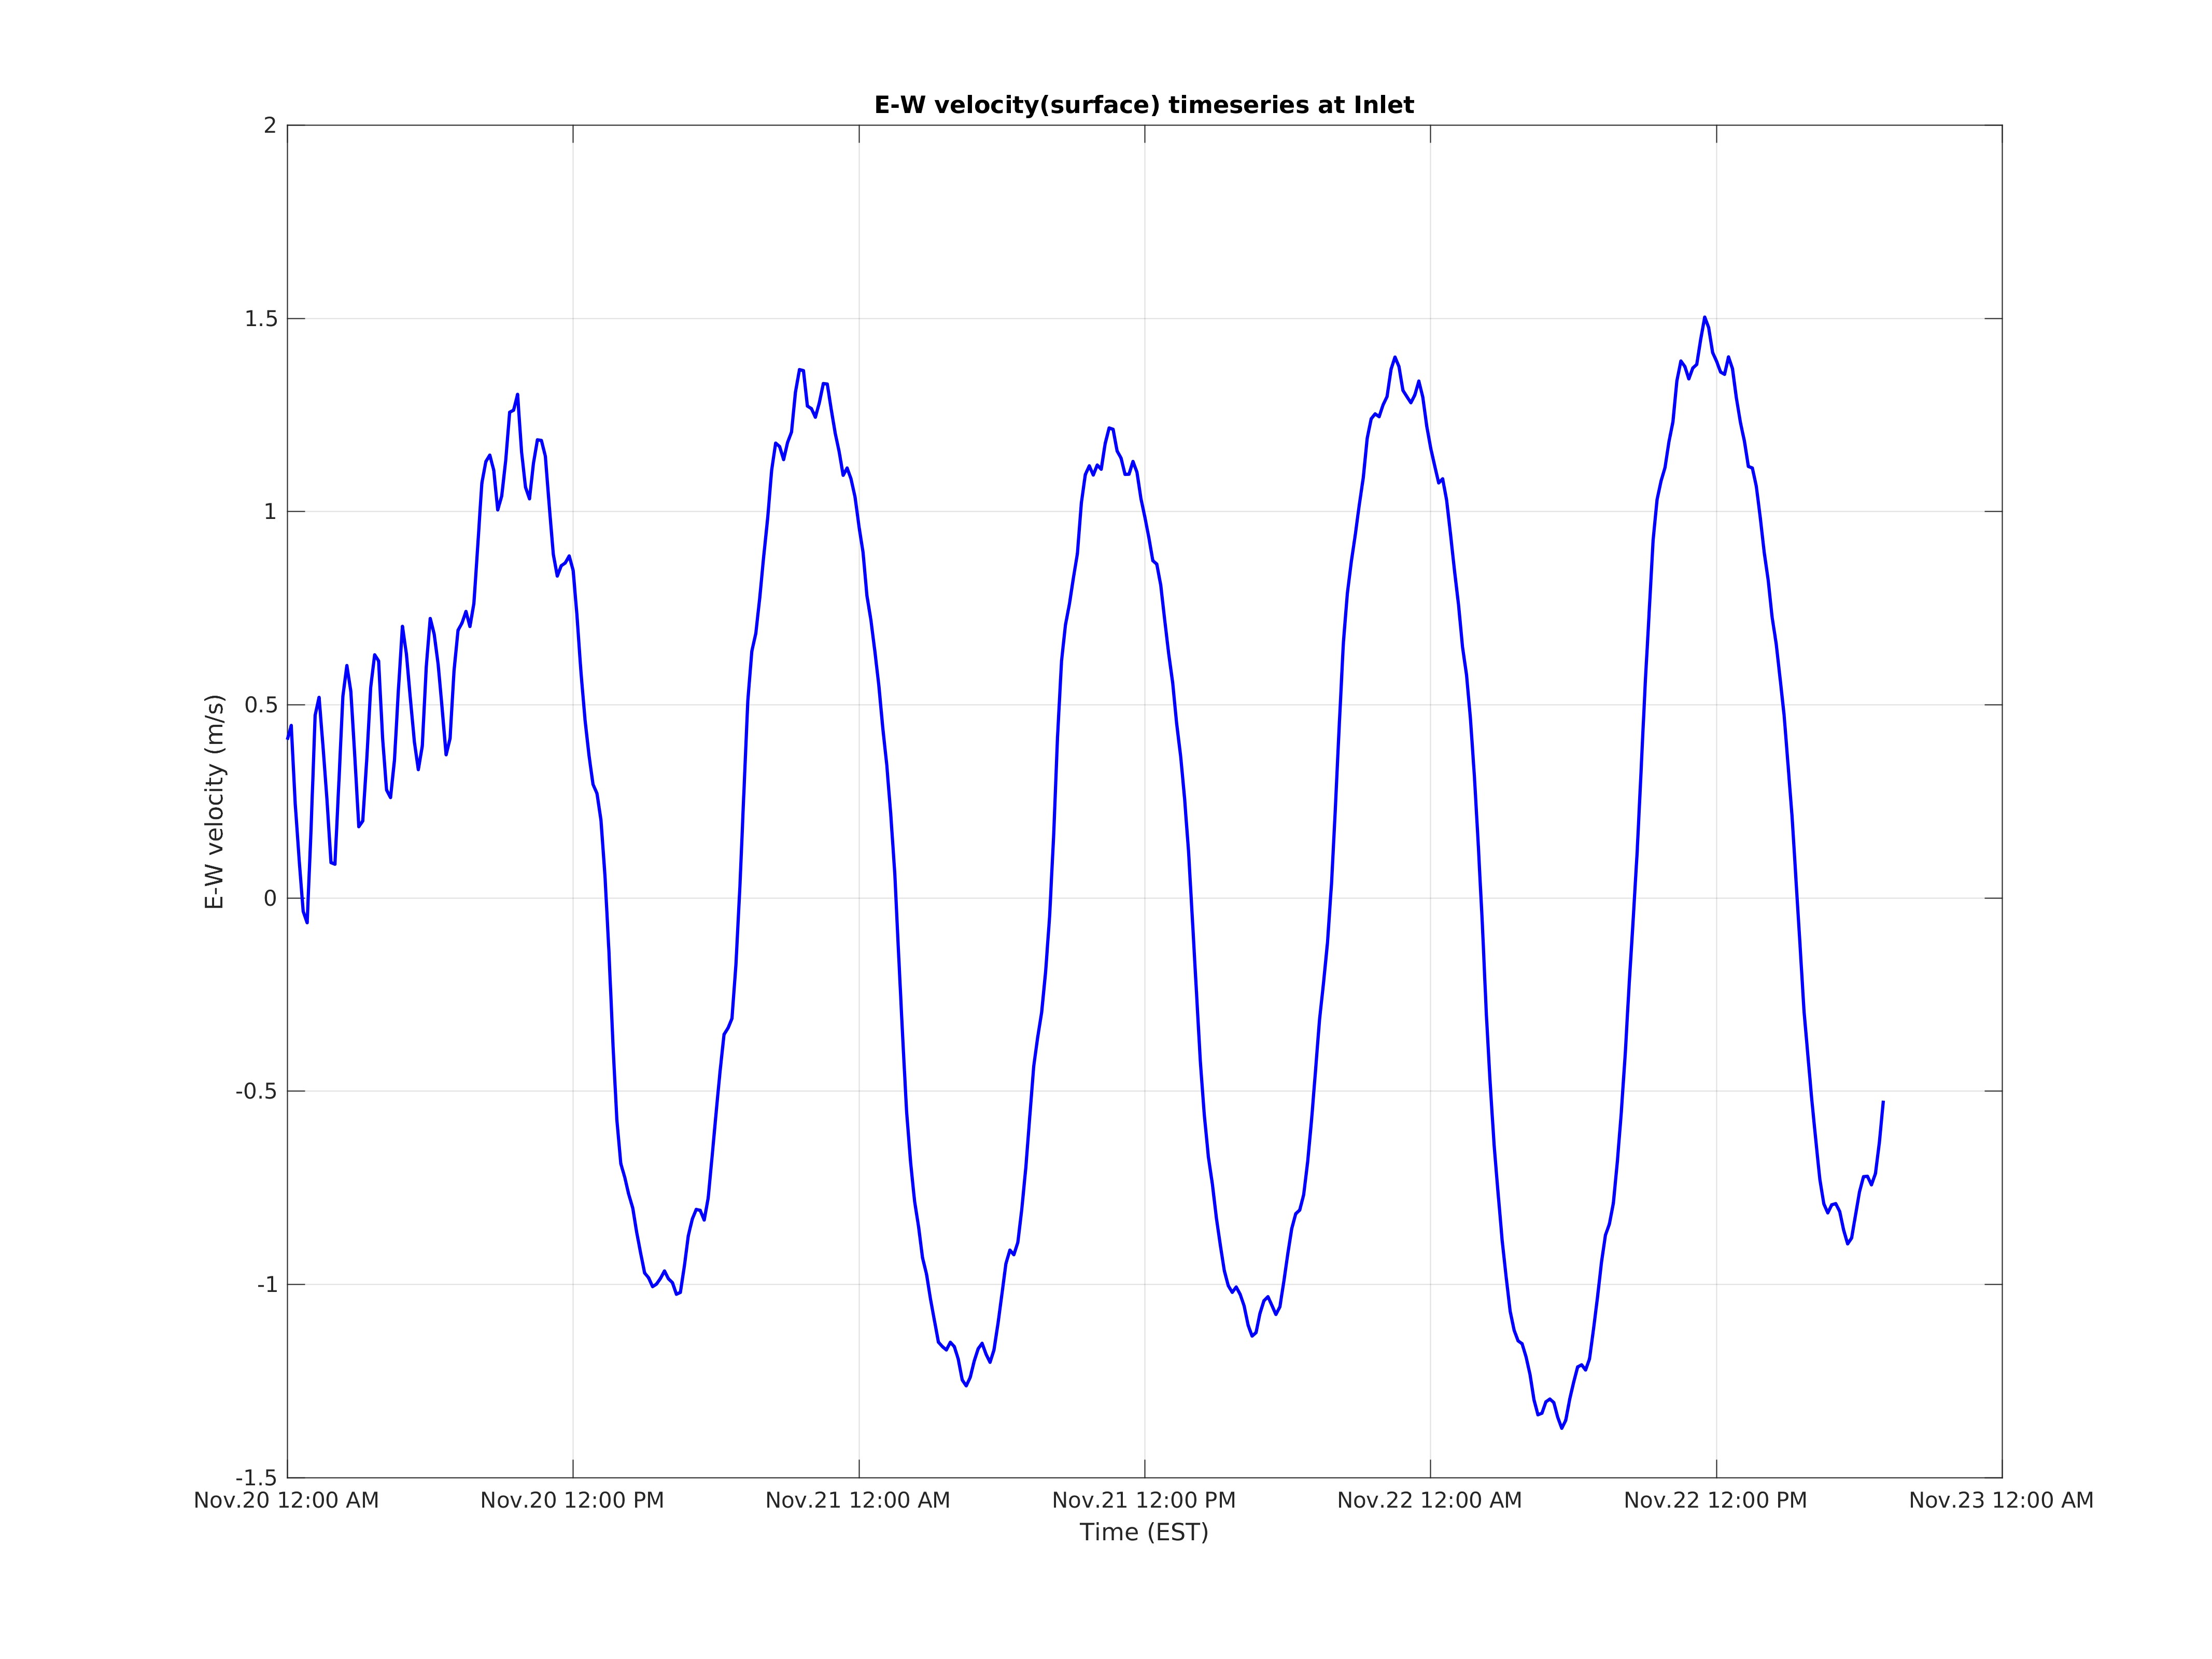 E-W velocity(surface) timeseries at Inlet
2
1.5
1
0.5
0
-0.5
-1
-1.5
E-W velocity (m/s)
Nov.20 12:00 AM Nov.20 12:00 PM Nov.21 12:00 AM Nov.21 12:00 PM Nov.22 12:00 AM Nov.22 12:00 PM Nov.23 12:00 AM
Time (EST)